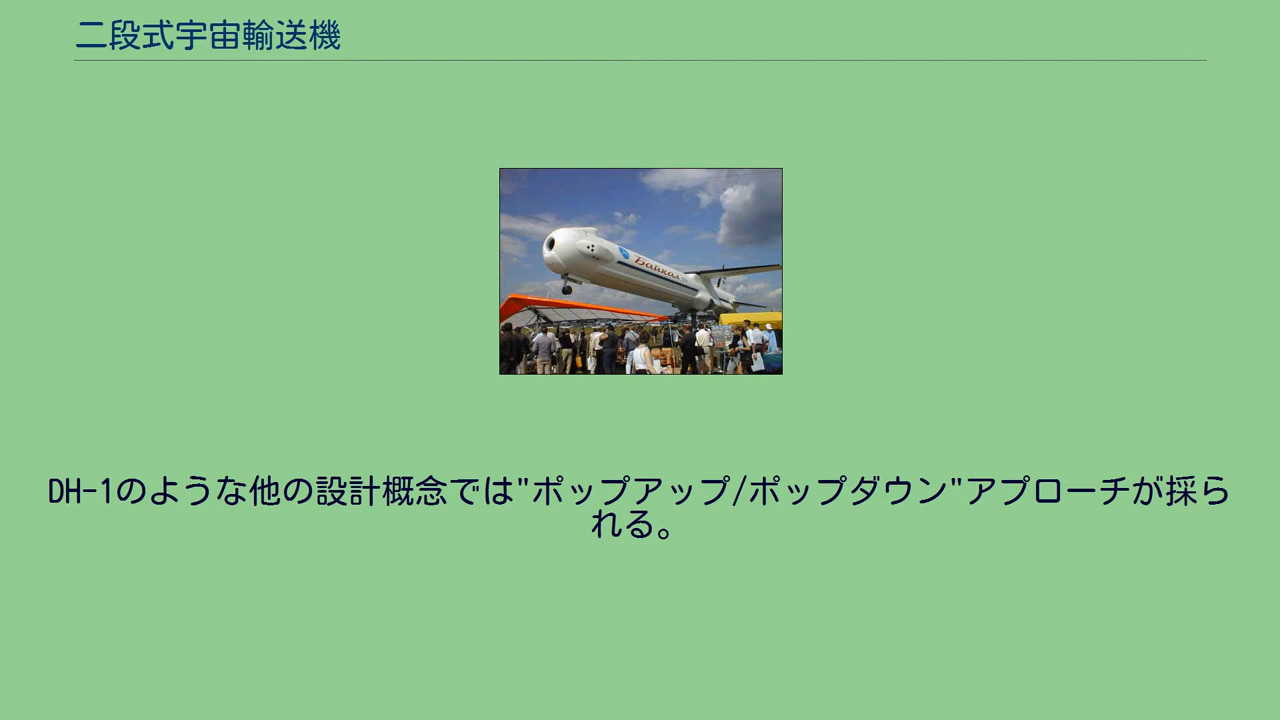 二段式宇宙輸送機
Байкал
DH-1のような他の設計概念では"ポップアップ/ポップダウン"アプローチが採ら
れる。